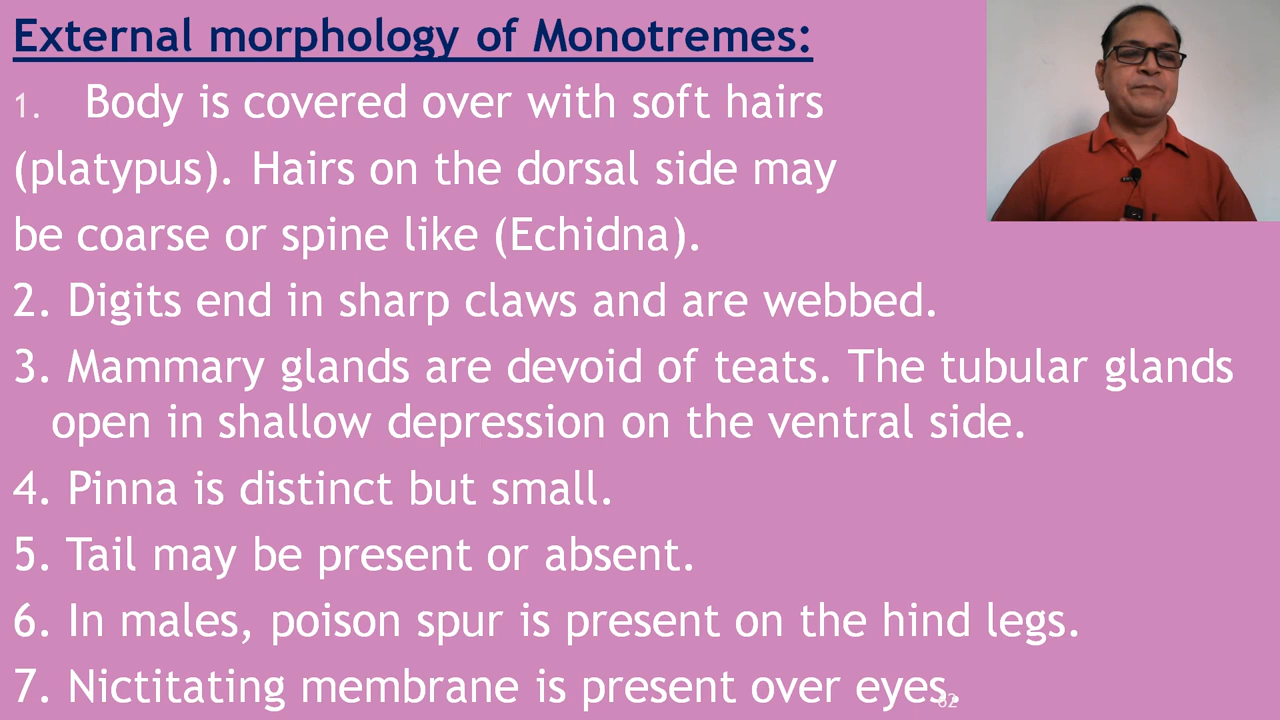 External morphology of Monotremes:
1. Body is covered over with soft hairs
(platypus). Hairs on the dorsal side may
be coarse or spine like (Echidna).
2. Digits end in sharp claws and are webbed.
3. Mammary glands are devoid of teats. The tubular glands
open in shallow depression on the ventral side.
4. Pinna is distinct but small.
5. Tail may be present or absent.
6. In males, poison spur is present on the hind legs.
7. Nictitating membrane is present over eyes.
62